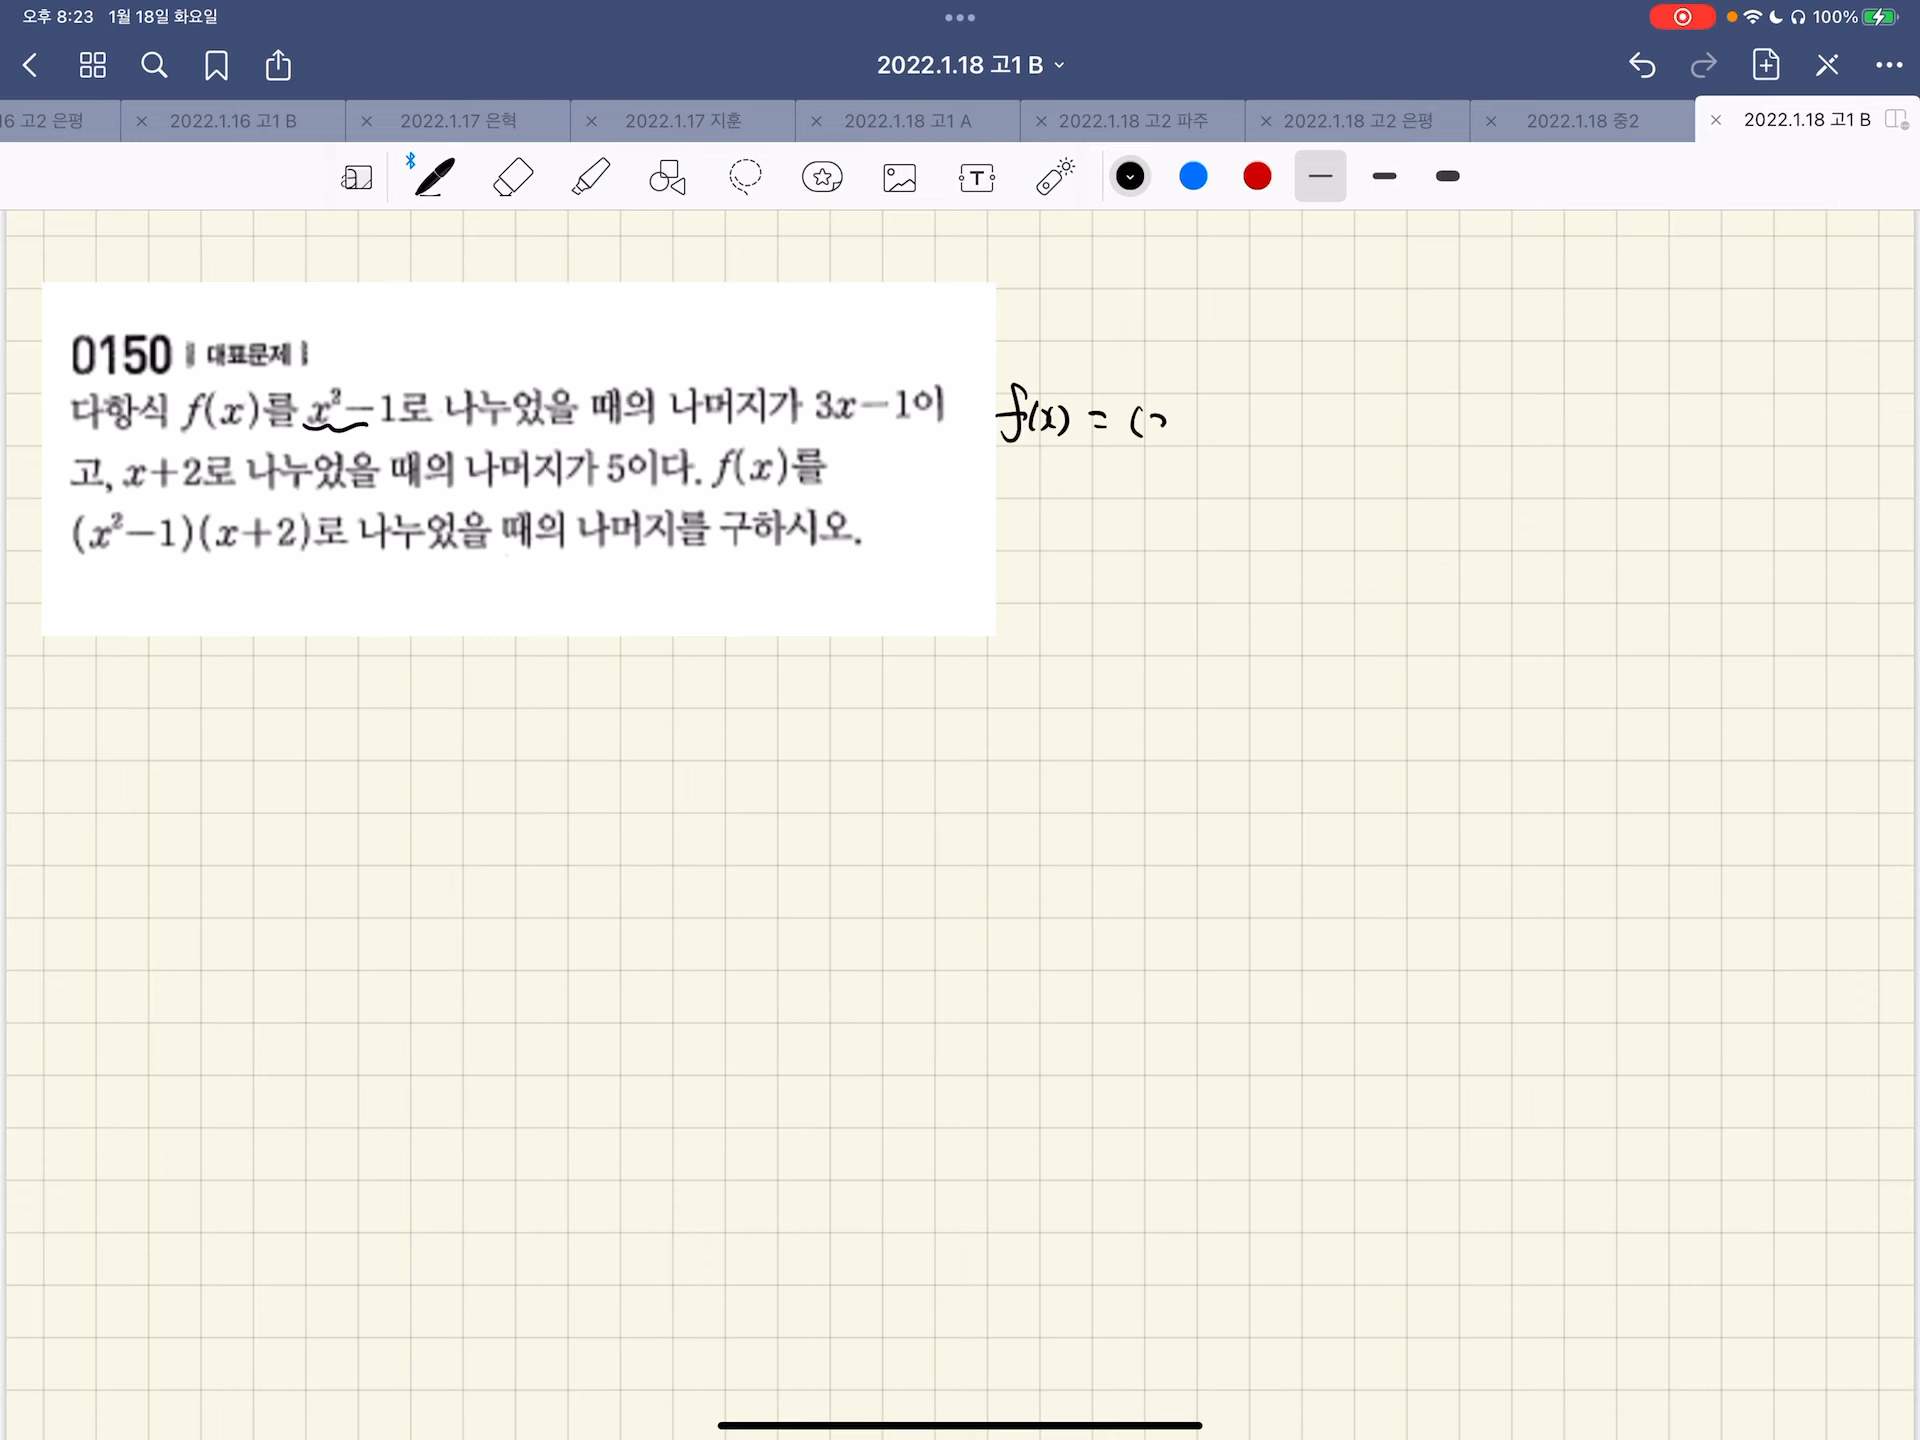 오후 8:23 1월 18일 화요일
100%
2022.1.18 고1 B
16 고2 은평
2022.1.16 고1 B
2022.1.17 은혁
2022.1.17 지훈
2022.1.18 고1 A
2022.1.18 고2 파주
2022.1.18 고2 은평
2022.1.18 중2
2022.1.18 고1 B
0150 대표문제
다항식 f(x)를 x²-1로 나누었을 때의 나머지가 3x-1이
고, x+2로 나누었을 때의 나머지가 5이다. f(x)를
(x²-1)(x+2)로 나누었을 때의 나머지를 구하시오.
f(x) = (